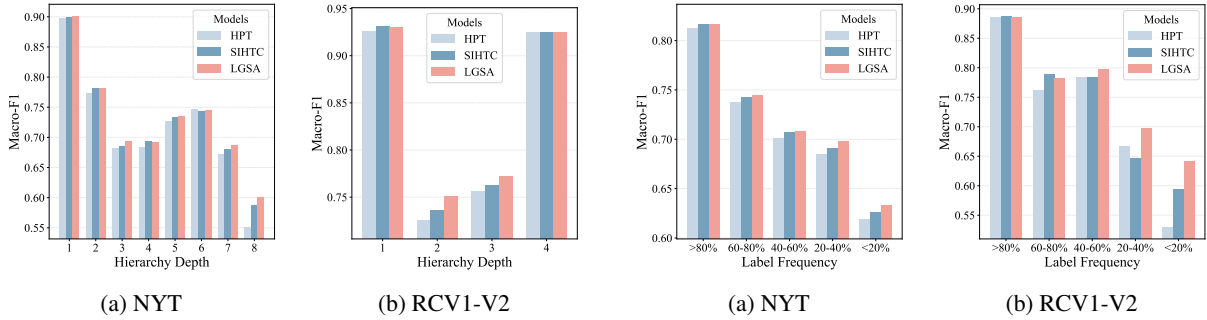 Models
HPT
SIHTC
LGSA
Macro-F1
0.90
0.85
0.80
0.75
0.70
0.65
0.60
0.55
1 2 3 4 5 6 7 8
Hierarchy Depth
(a) NYT
Models
HPT
SIHTC
LGSA
Macro-F1
0.95
0.90
0.85
0.80
0.75
1 2 3 4
Hierarchy Depth
(b) RCV1-V2
Models
HPT
SIHTC
LGSA
Macro-F1
0.80
0.75
0.70
0.65
0.60
>80% 60-80% 40-60% 20-40% <20%
Label Frequency
(a) NYT
Models
HPT
SIHTC
LGSA
Macro-F1
0.90
0.85
0.80
0.75
0.70
0.65
0.60
0.55
>80% 60-80% 40-60% 20-40% <20%
Label Frequency
(b) RCV1-V2